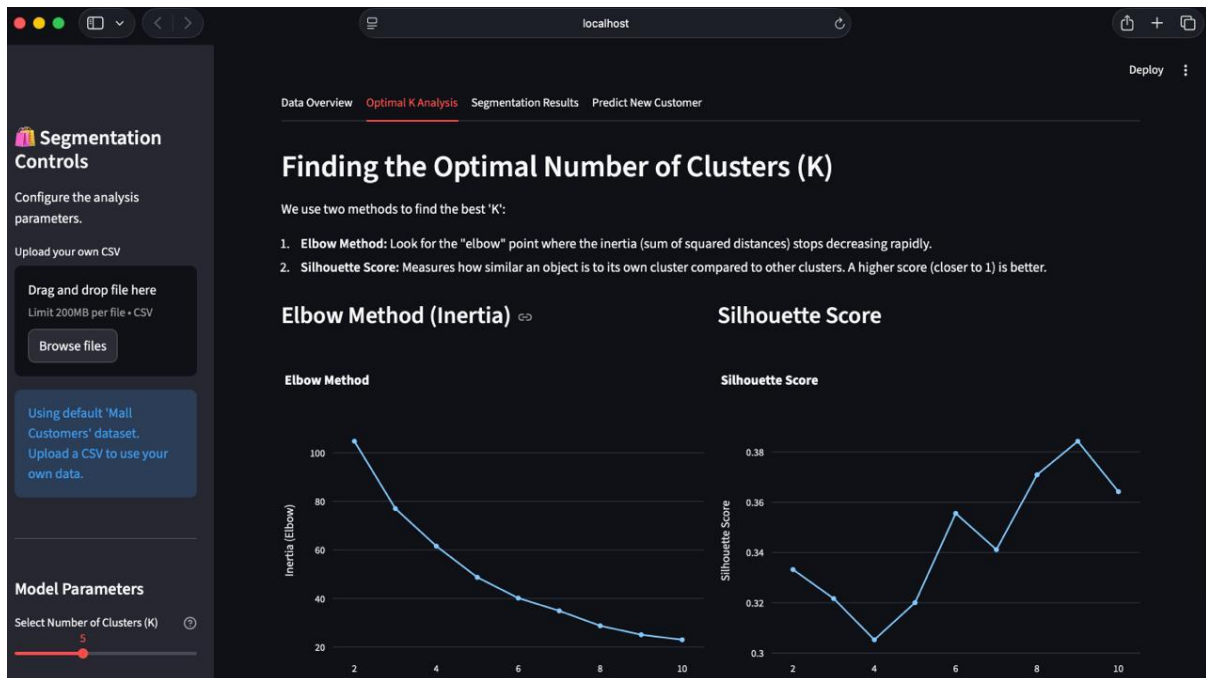 localhost
Deploy
Data Overview Optimal K Analysis Segmentation Results Predict New Customer
Segmentation
Controls
Configure the analysis
parameters.
Upload your own CSV
Drag and drop file here
Limit 200MB per file • CSV
Browse files
Using default 'Mall
Customers' dataset.
Upload a CSV to use your
own data.
Model Parameters
Select Number of Clusters (K)
5
Finding the Optimal Number of Clusters (K)
We use two methods to find the best 'K':
1. Elbow Method: Look for the "elbow" point where the inertia (sum of squared distances) stops decreasing rapidly.
2. Silhouette Score: Measures how similar an object is to its own cluster compared to other clusters. A higher score (closer to 1) is better.
Elbow Method (Inertia)
Elbow Method
Inertia (Elbow)
100
80
60
40
20
2 4 6 8 10
Silhouette Score
Silhouette Score
Silhouette Score
0.38
0.36
0.34
0.32
0.3
2 4 6 8 10